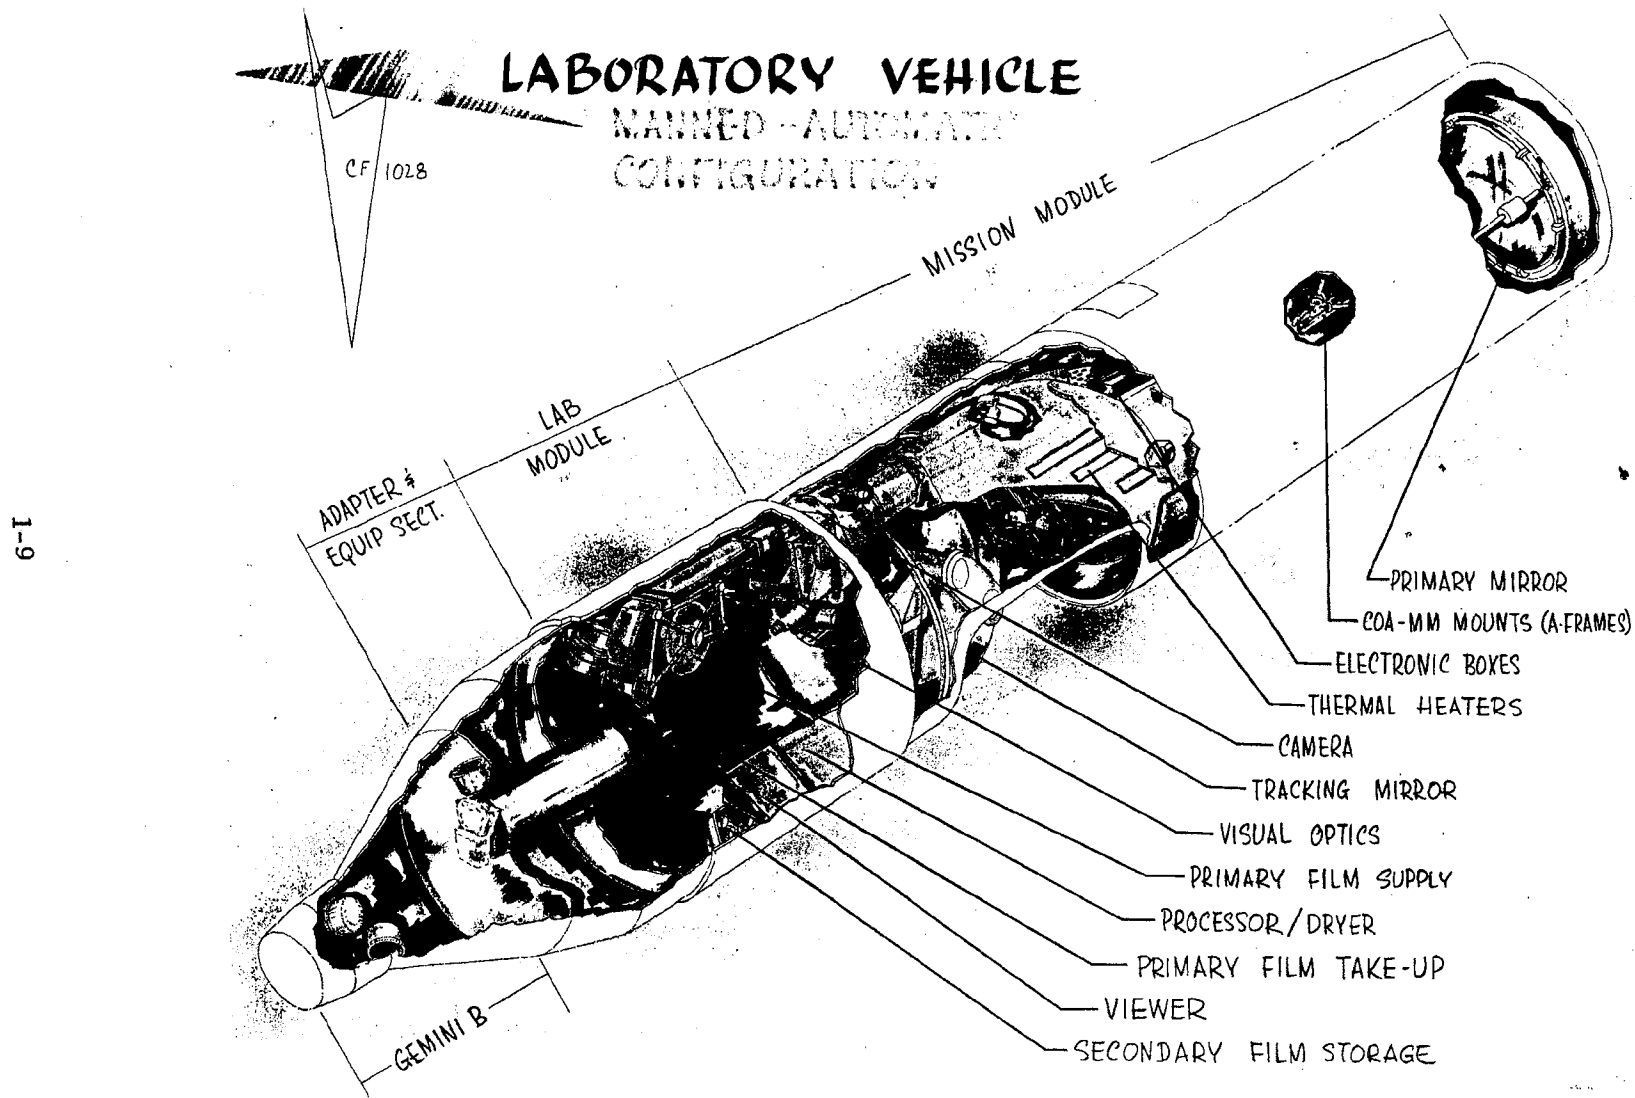 LABORATORY VEHICLE
MANNED-AUTOMATIC
CONFIGURATION
CF 1028
MISSION MODULE
LAB
MODULE
ADAPTER &
EQUIP SECT.
1-9
PRIMARY MIRROR
COA-MM MOUNTS (A-FRAMES)
ELECTRONIC BOXES
THERMAL HEATERS
CAMERA
TRACKING MIRROR
VISUAL OPTICS
PRIMARY FILM SUPPLY
PROCESSOR/DRYER
PRIMARY FILM TAKE-UP
VIEWER
SECONDARY FILM STORAGE
GEMINI B